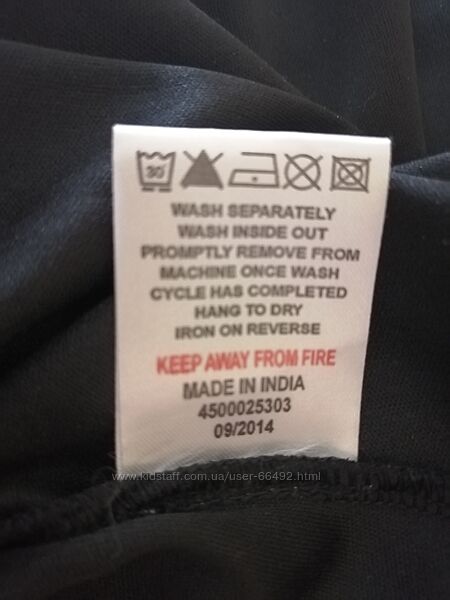 30°
WASH SEPARATELY
WASH INSIDE OUT
PROMPTLY REMOVE FROM
MACHINE ONCE WASH
CYCLE HAS COMPLETED
HANG TO DRY
IRON ON REVERSE
KEEP AWAY FROM FIRE
MADE IN INDIA
4500025303
09/2014
www.kidstaff.com.ua/user-66492.html